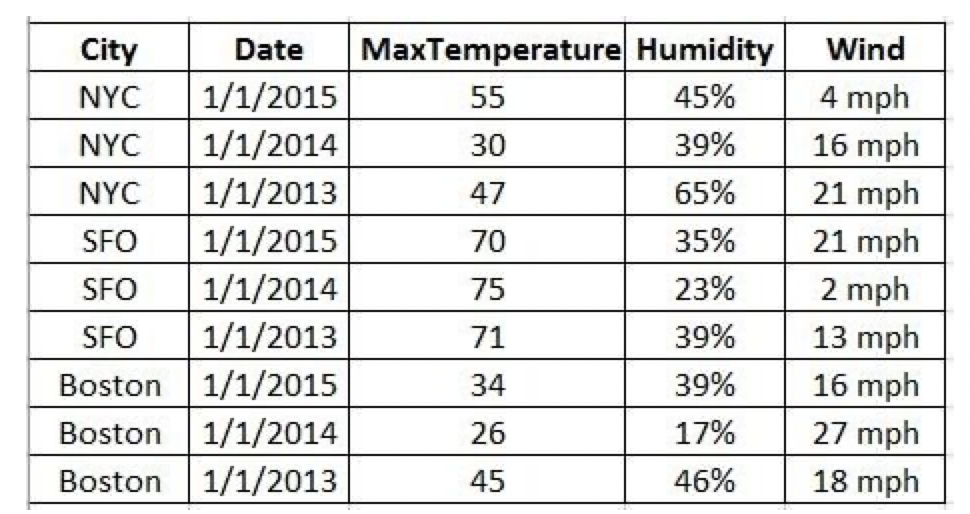 City Date MaxTemperature Humidity Wind
NYC 1/1/2015 55 45% 4 mph
NYC 1/1/2014 30 39% 16 mph
NYC 1/1/2013 47 65% 21 mph
SFO 1/1/2015 70 35% 21 mph
SFO 1/1/2014 75 23% 2 mph
SFO 1/1/2013 71 39% 13 mph
Boston 1/1/2015 34 39% 16 mph
Boston 1/1/2014 26 17% 27 mph
Boston 1/1/2013 45 46% 18 mph